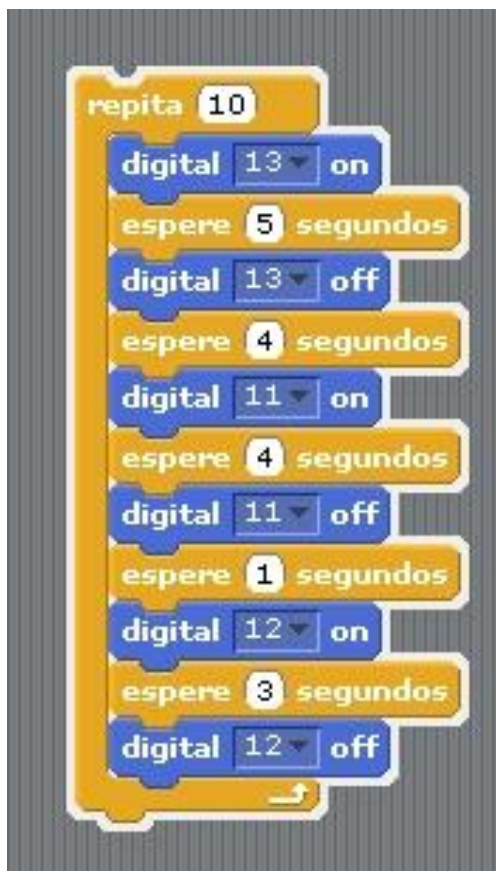 repita 10
digital 13 on
espere 5 segundos
digital 13 off
espere 4 segundos
digital 11 on
espere 4 segundos
digital 11 off
espere 1 segundos
digital 12 on
espere 3 segundos
digital 12 off